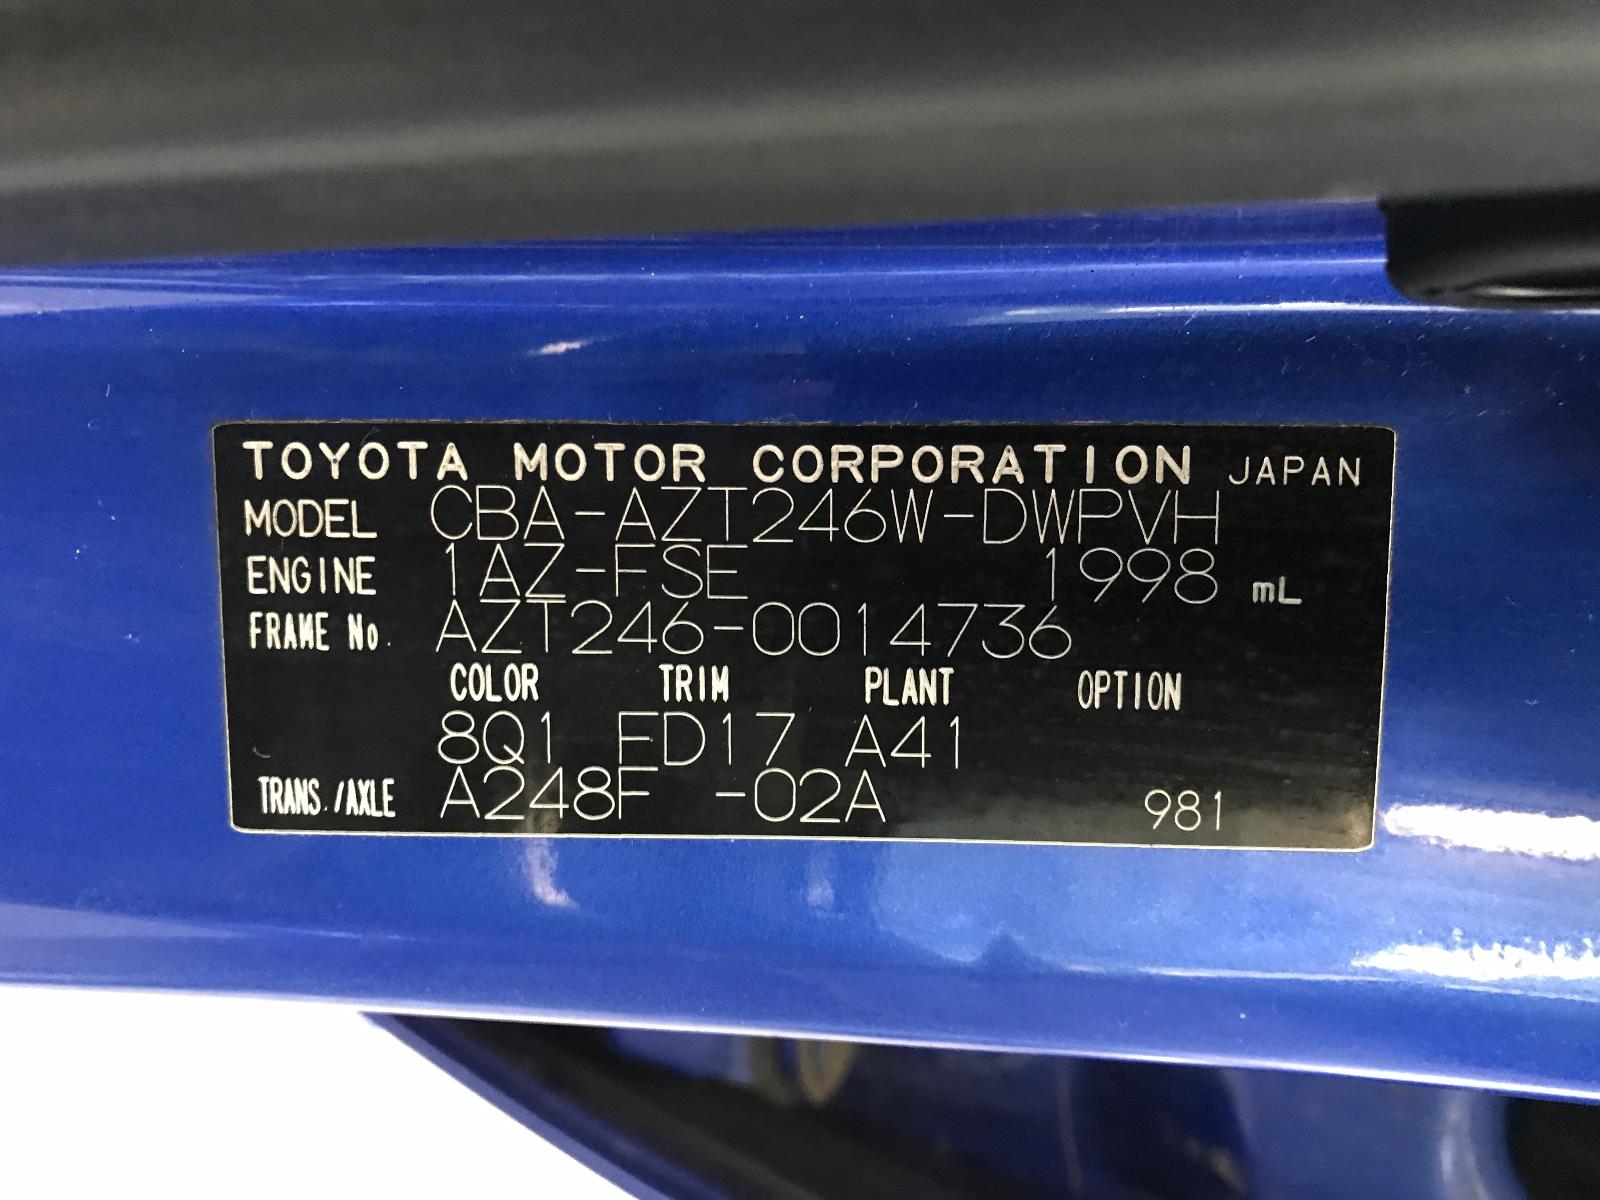 TOYOTA MOTOR CORPORATION JAPAN
MODEL CBA-AZT246W-DWPVH
ENGINE 1AZ-FSE 1998 mL
FRAME No. AZT246-0014736
COLOR TRIM PLANT OPTION
8Q1 FD17 A41
TRANS./AXLE A248F -02A 981